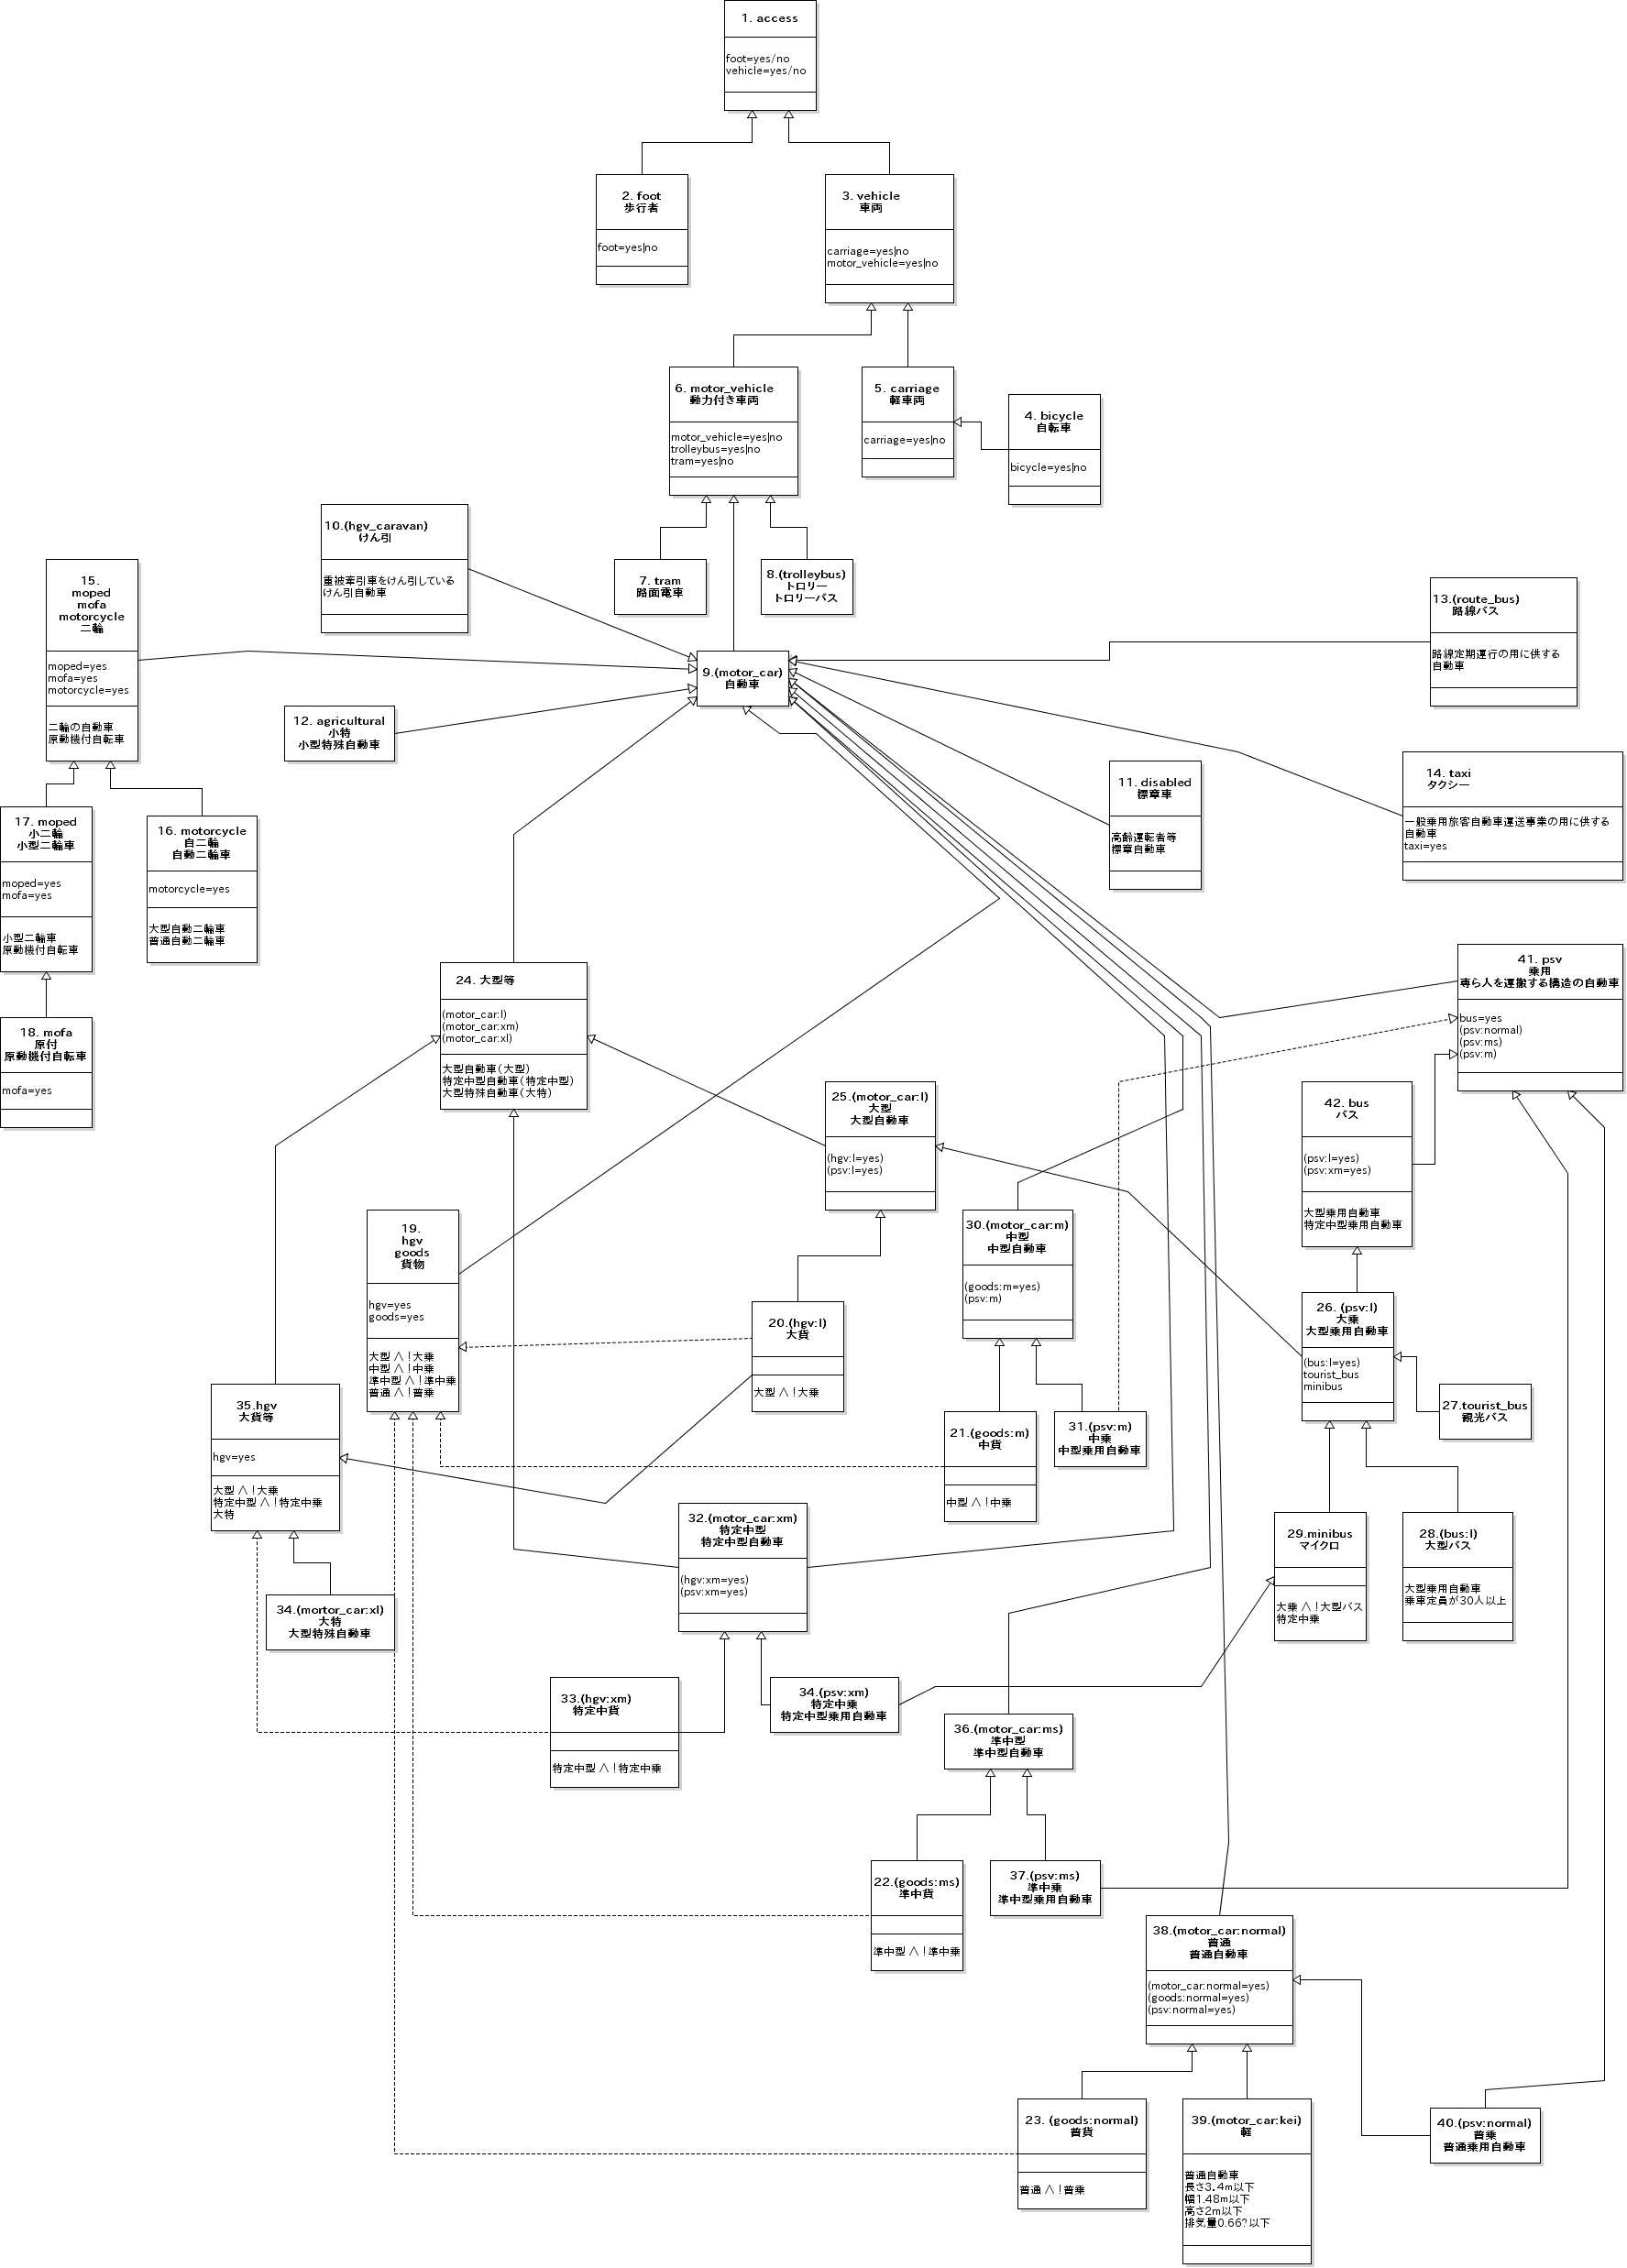 1. access
foot=yes/no
vehicle=yes/no
2. foot
歩行者
foot=yes|no
3. vehicle
車両
carriage=yes|no
motor_vehicle=yes|no
6. motor_vehicle
動力付き車両
motor_vehicle=yes|no
trolleybus=yes|no
tram=yes|no
5. carriage
軽車両
carriage=yes|no
4. bicycle
自転車
bicycle=yes|no
10.(hgv_caravan)
けん引
重被牽引車をけん引している
けん引自動車
7. tram
路面電車
8.(trolleybus)
トロリー
トロリーバス
15.
moped
mofa
motorcycle
二輪
moped=yes
mofa=yes
motorcycle=yes
二輪の自動車
原動機付自転車
13.(route_bus)
路線バス
路線定期運行の用に供する
自動車
9.(motor_car)
自動車
12. agricultural
小特
小型特殊自動車
11. disabled
標章車
高齢運転者等
標章自動車
14. taxi
タクシー
一般乗用旅客自動車運送事業の用に供する
自動車
taxi=yes
17. moped
小二輪
小型二輪車
moped=yes
mofa=yes
小型二輪車
原動機付自転車
16. motorcycle
自二輪
自動二輪車
motorcycle=yes
大型自動二輪車
普通自動二輪車
18. mofa
原付
原動機付自転車
mofa=yes
24. 大型等
(motor_car:l)
(motor_car:xm)
(motor_car:xl)
大型自動車(大型)
特定中型自動車(特定中型)
大型特殊自動車(大特)
41. psv
乗用
専ら人を運搬する構造の自動車
bus=yes
(psv:normal)
(psv:ms)
(psv:m)
25.(motor_car:l)
大型
大型自動車
(hgv:l=yes)
(psv:l=yes)
42. bus
バス
(psv:l=yes)
(psv:xm=yes)
大型乗用自動車
特定中型乗用自動車
19.
hgv
goods
貨物
hgv=yes
goods=yes
大型 ∧ !大乗
中型 ∧ !中乗
準中型 ∧ !準中乗
普通 ∧ !普乗
30.(motor_car:m)
中型
中型自動車
(goods:m=yes)
(psv:m)
20.(hgv:l)
大貨
大型 ∧ !大乗
26. (psv:l)
大乗
大型乗用自動車
(bus:l=yes)
tourist_bus
minibus
27.tourist_bus
観光バス
35.hgv
大貨等
hgv=yes
大型 ∧ !大乗
特定中型 ∧ !特定中乗
大特
21.(goods:m)
中貨
中型 ∧ !中乗
31.(psv:m)
中乗
中型乗用自動車
32.(motor_car:xm)
特定中型
特定中型自動車
(hgv:xm=yes)
(psv:xm=yes)
29.minibus
マイクロ
大乗 ∧ !大型バス
特定中乗
28.(bus:l)
大型バス
大型乗用自動車
乗車定員が30人以上
34.(mortor_car:xl)
大特
大型特殊自動車
33.(hgv:xm)
特定中貨
特定中型 ∧ !特定中乗
34.(psv:xm)
特定中乗
特定中型乗用自動車
36.(motor_car:ms)
準中型
準中型自動車
22.(goods:ms)
準中貨
準中型 ∧ !準中乗
37.(psv:ms)
準中乗
準中型乗用自動車
38.(motor_car:normal)
普通
普通自動車
(motor_car:normal=yes)
(goods:normal=yes)
(psv:normal=yes)
23. (goods:normal)
普貨
普通 ∧ !普乗
39.(motor_car:kei)
軽
普通自動車
長さ3.4m以下
幅1.48m以下
高さ2m以下
排気量0.66?以下
40.(psv:normal)
普乗
普通乗用自動車